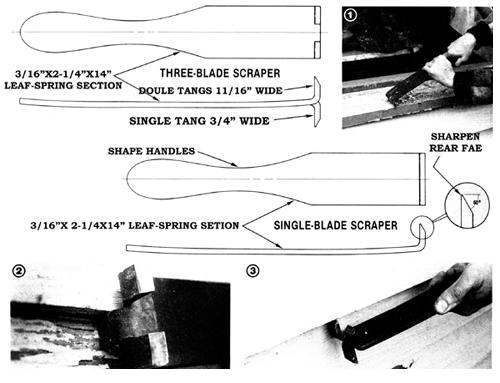 1
3/16"X2-1/4"X14"
LEAF-SPRING SECTION
THREE-BLADE SCRAPER
DOULE TANGS 11/16" WIDE
SINGLE TANG 3/4" WIDE
SHAPE HANDLES
SHARPEN
REAR FAE
60°
3/16"X 2-1/4X14" LEAF-SPRING SETION
SINGLE-BLADE SCRAPER
2
3